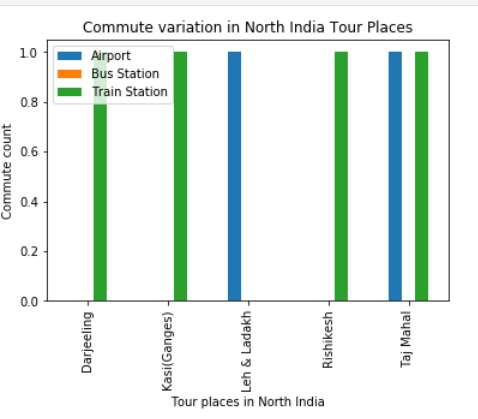 Commute variation in North India Tour Places
Airport
Bus Station
Train Station
Commute count
1.0
0.8
0.6
0.4
0.2
0.0
Darjeeling
Kasi(Ganges)
Leh & Ladakh
Rishikesh
Taj Mahal
Tour places in North India